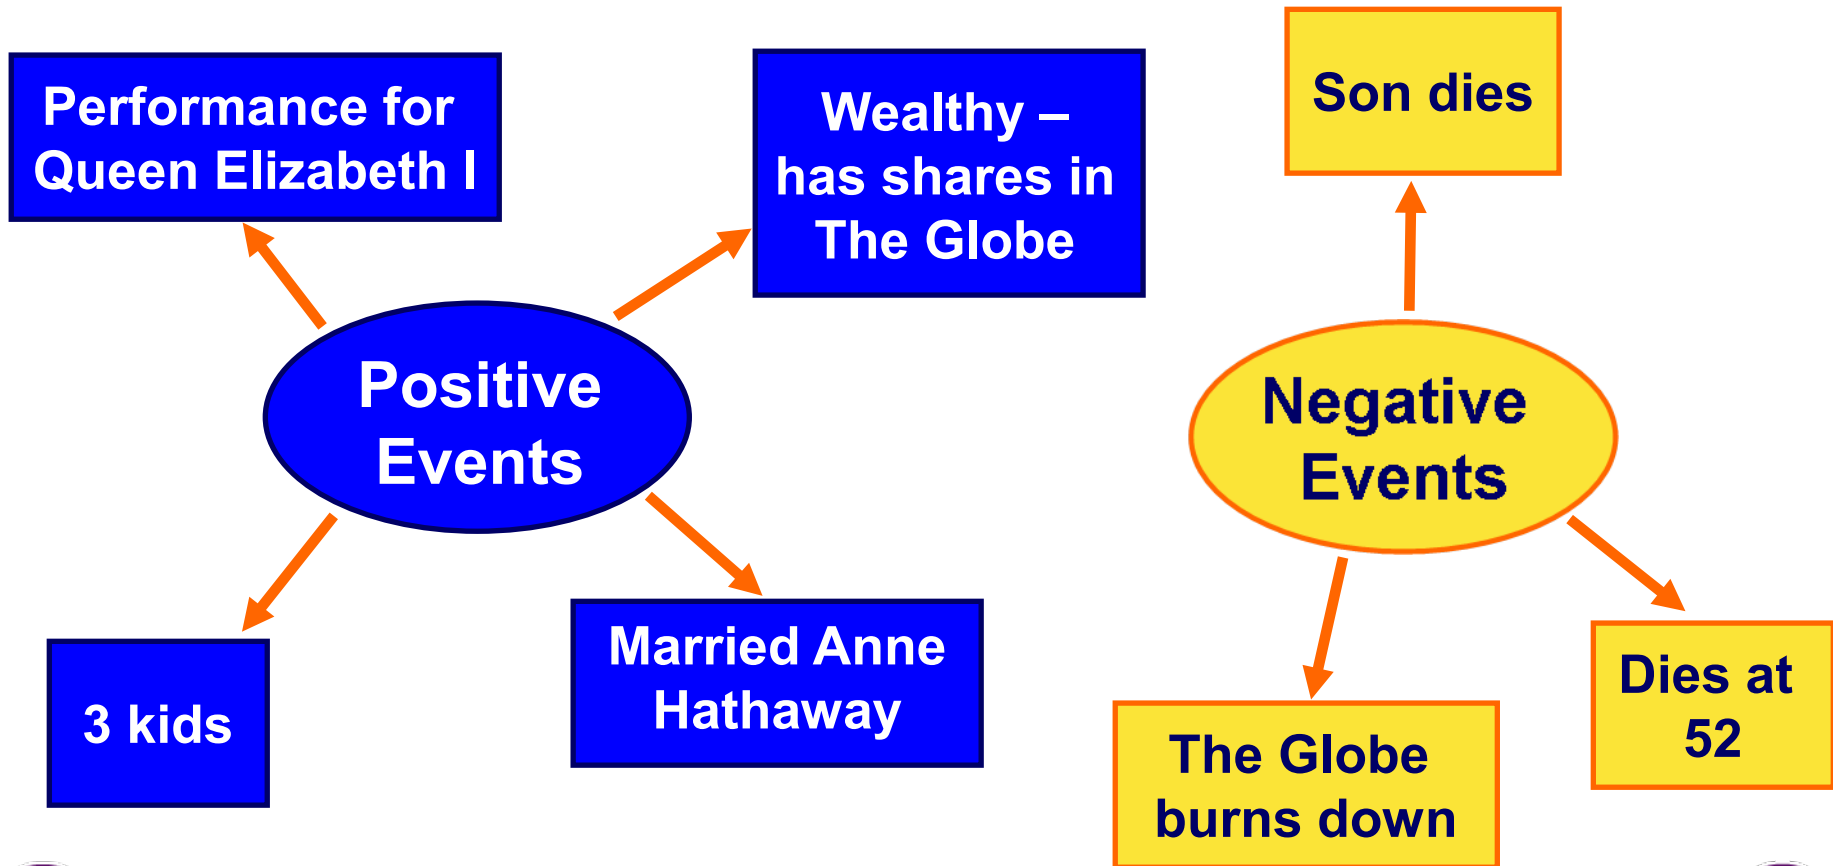 Performance for
Queen Elizabeth I
Wealthy –
has shares in
The Globe
Positive
Events
3 kids
Married Anne
Hathaway
Son dies
Negative
Events
The Globe
burns down
Dies at
52